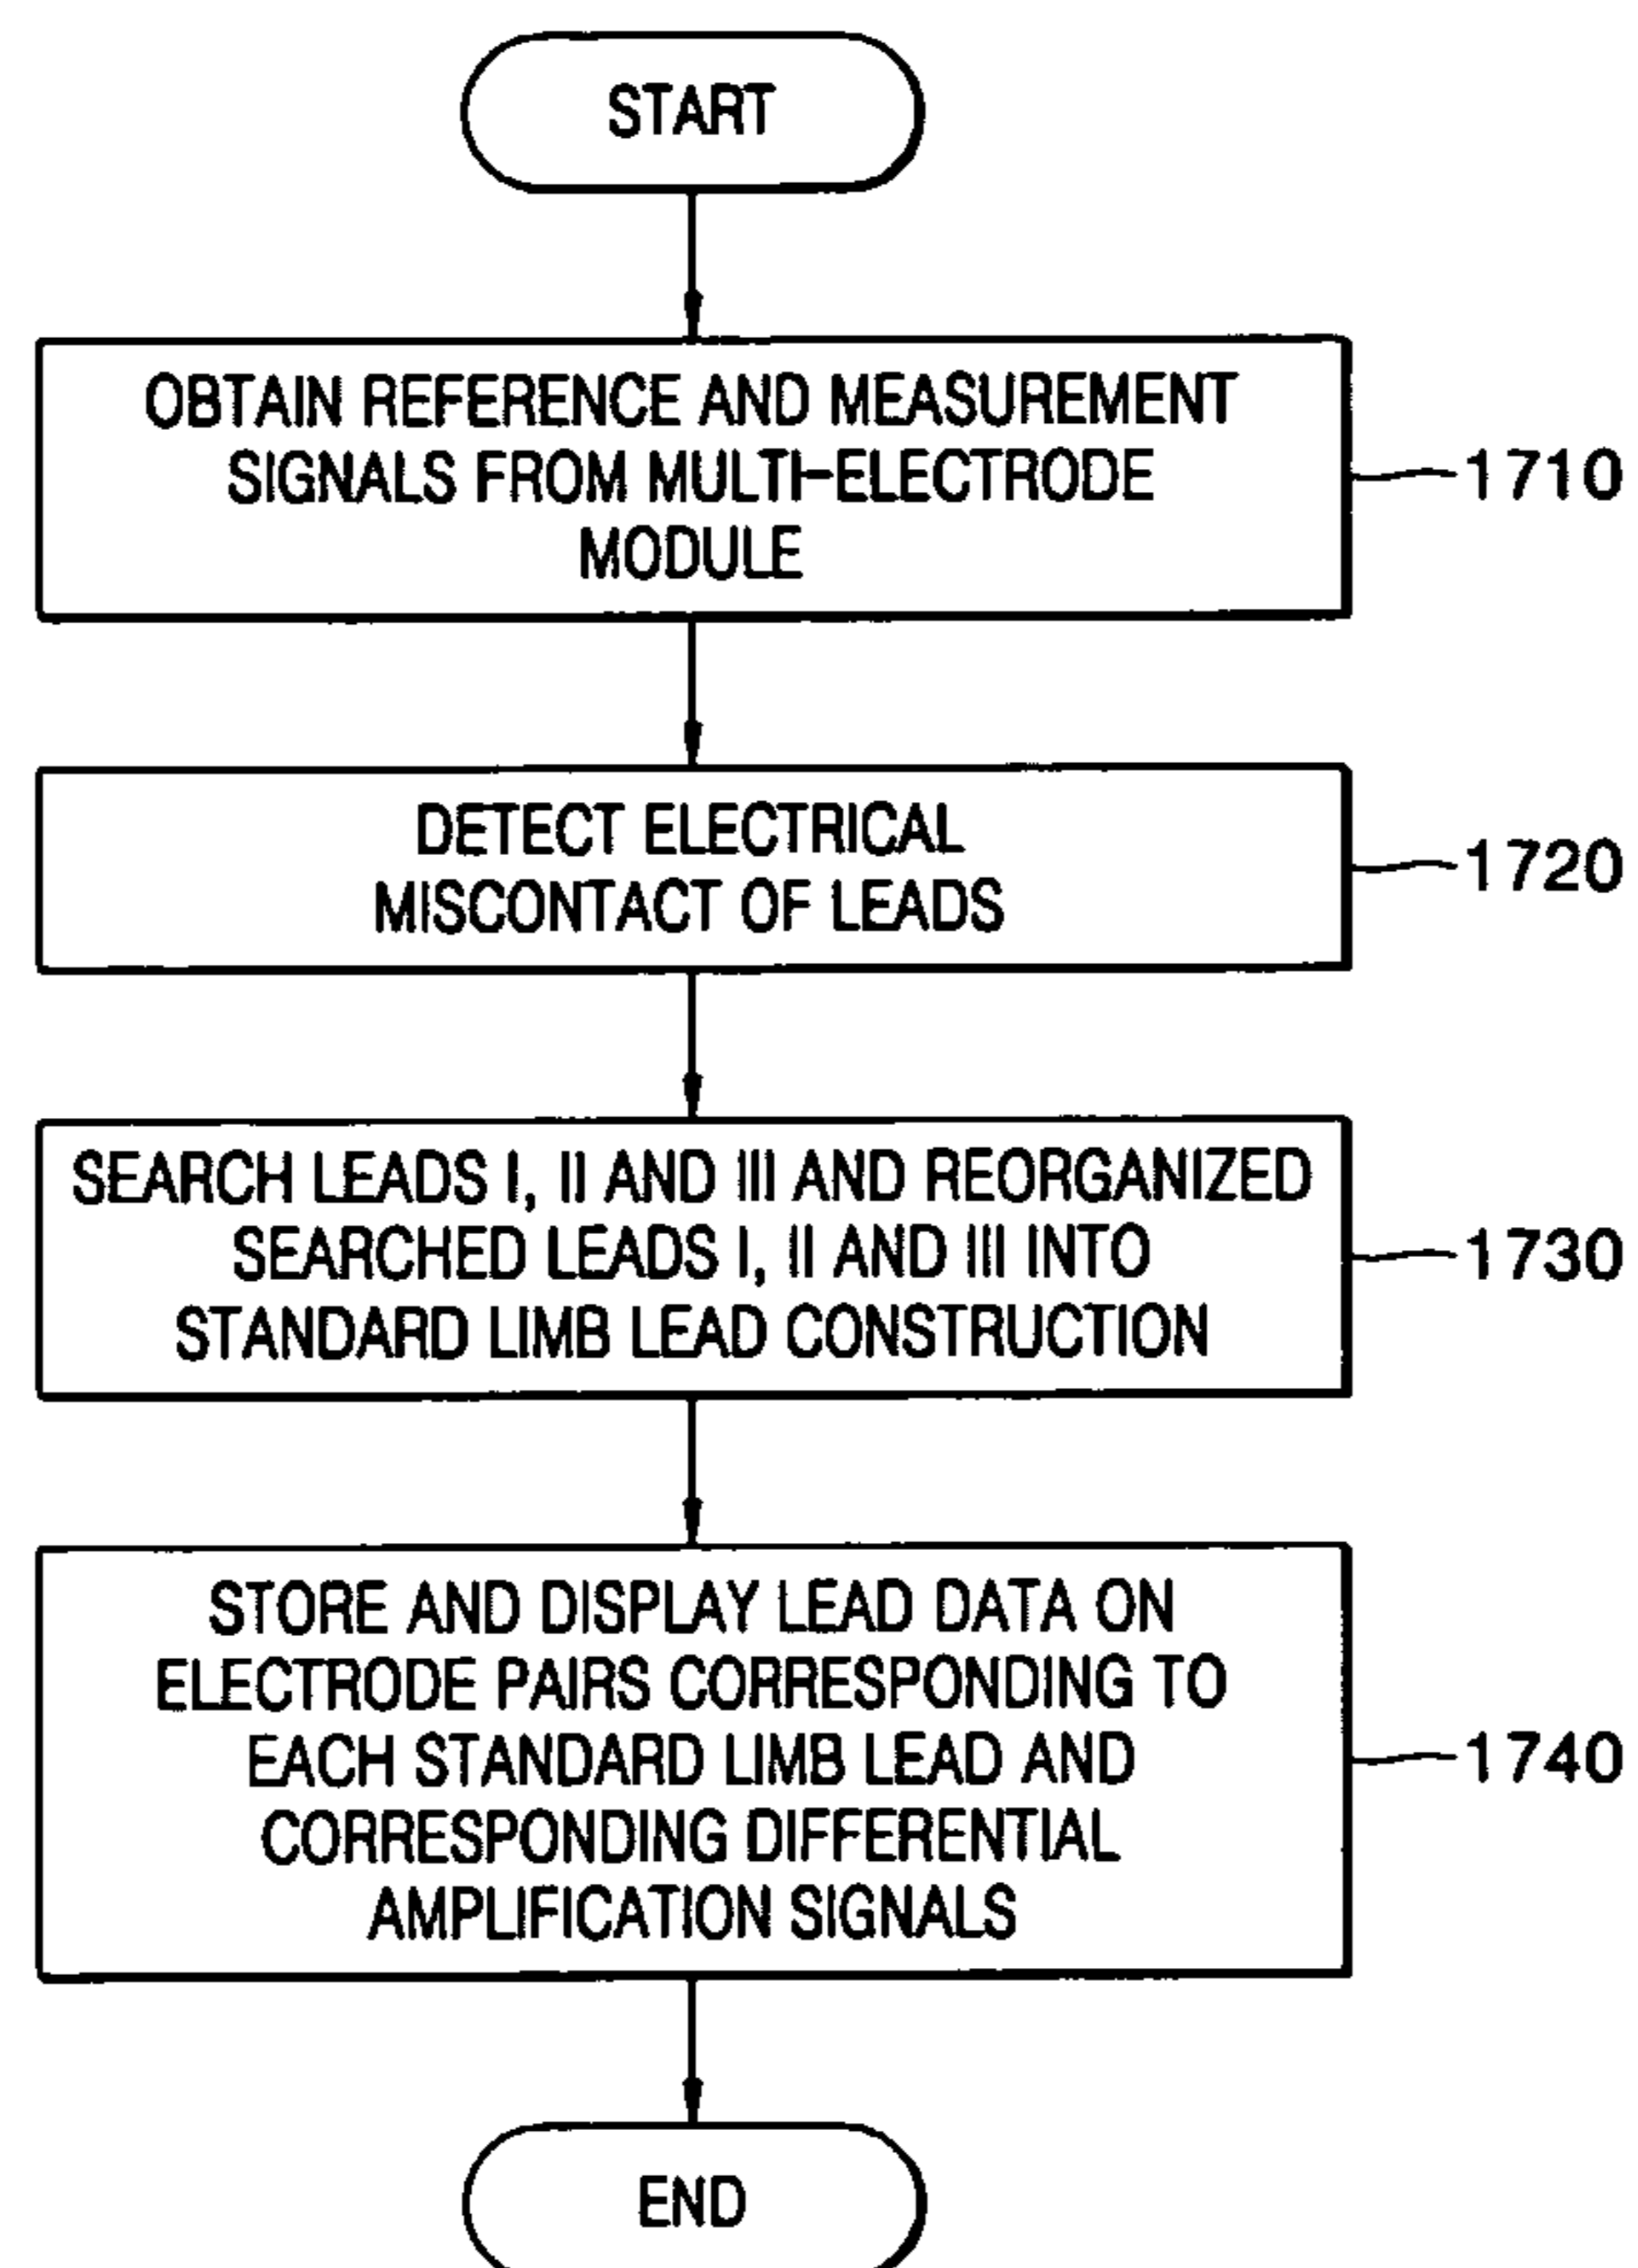 START
OBTAIN REFERENCE AND MEASUREMENT
SIGNALS FROM MULTI-ELECTRODE
MODULE
1710
DETECT ELECTRICAL
MISCONTACT OF LEADS
1720
SEARCH LEADS I, II AND III AND REORGANIZED
SEARCHED LEADS I, II AND III INTO
STANDARD LIMB LEAD CONSTRUCTION
1730
STORE AND DISPLAY LEAD DATA ON
ELECTRODE PAIRS CORRESPONDING TO
EACH STANDARD LIMB LEAD AND
CORRESPONDING DIFFERENTIAL
AMPLIFICATION SIGNALS
1740
END